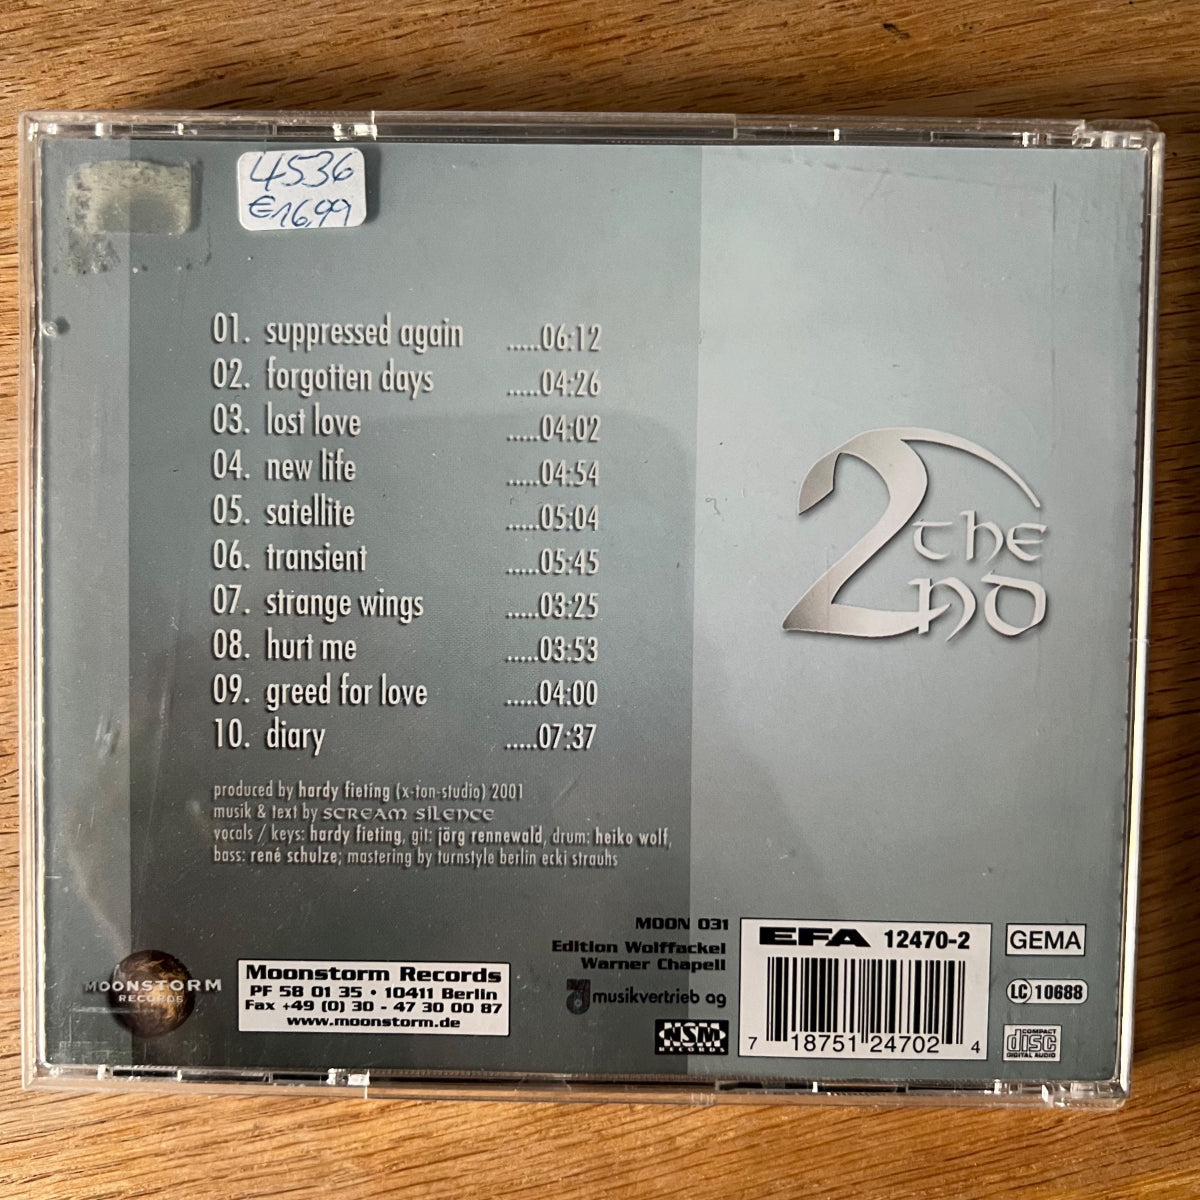 4536
€16,99
01. suppressed again .....06:12
02. forgotten days .....04:26
03. lost love .....04:02
04. new life .....04:54
05. satellite .....05:04
06. transient .....05:45
07. strange wings .....03:25
08. hurt me .....03:53
09. greed for love .....04:00
10. diary .....07:37
2 the
nd
produced by hardy fieting (x-ton-studio) 2001
musik & text by SCREAM SILENCE
vocals / keys: hardy fieting, git: jörg rennewald, drum: heiko wolf,
bass: rené schulze; mastering by turnstyle berlin ecki strauhs
MOONSTORM
RECORDS
Moonstorm Records
PF 58 01 35 • 10411 Berlin
Fax +49 (0) 30 - 47 30 00 87
www.moonstorm.de
MOON 031
Edition Wolffackel
Warner Chapell
musikvertrieb ag
NSM
RECORDS
EFA 12470-2
7 18751 24702 4
GEMA
LC 10688
COMPACT
disc
DIGITAL AUDIO